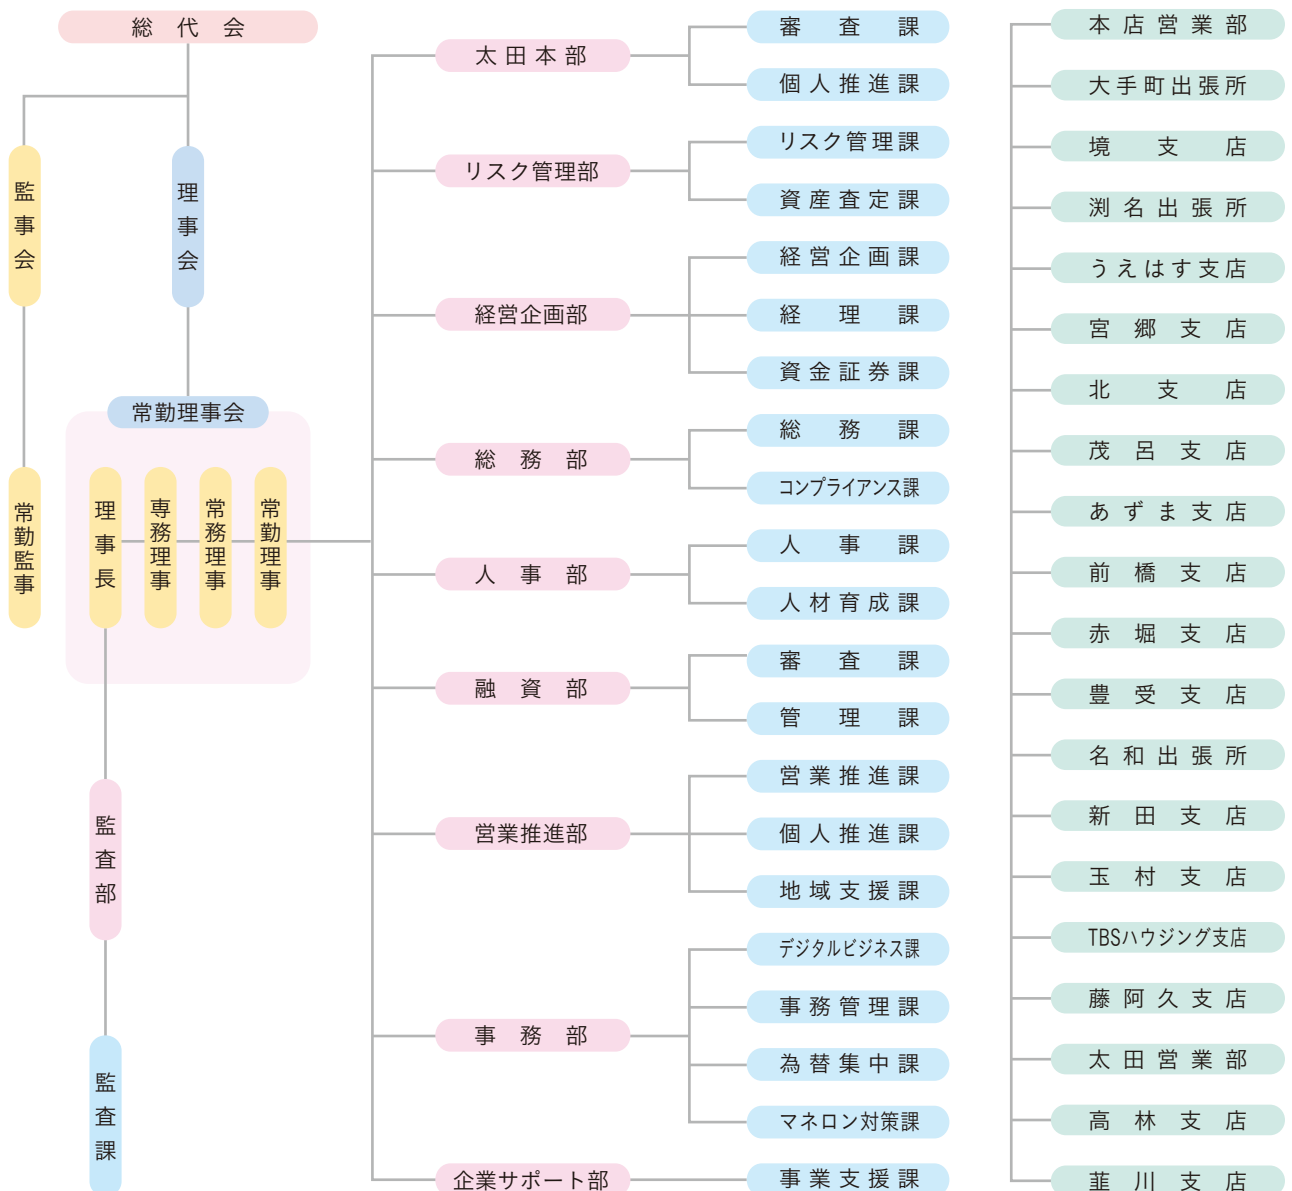 総代会
監事会
理事会
常勤理事会
常勤監事
理事長
専務理事
常務理事
常勤理事
監査部
監査課
太田本部
審査課
個人推進課
リスク管理部
リスク管理課
資産査定課
経営企画部
経営企画課
経理課
資金証券課
総務部
総務課
コンプライアンス課
人事部
人事課
人材育成課
融資部
審査課
管理課
営業推進部
営業推進課
個人推進課
地域支援課
事務部
デジタルビジネス課
事務管理課
為替集中課
マネロン対策課
企業サポート部
事業支援課
本店営業部
大手町出張所
境支店
渕名出張所
うえはす支店
宮郷支店
北支店
茂呂支店
あずま支店
前橋支店
赤堀支店
豊受支店
名和出張所
新田支店
玉村支店
TBSハウジング支店
藤阿久支店
太田営業部
高林支店
韮川支店